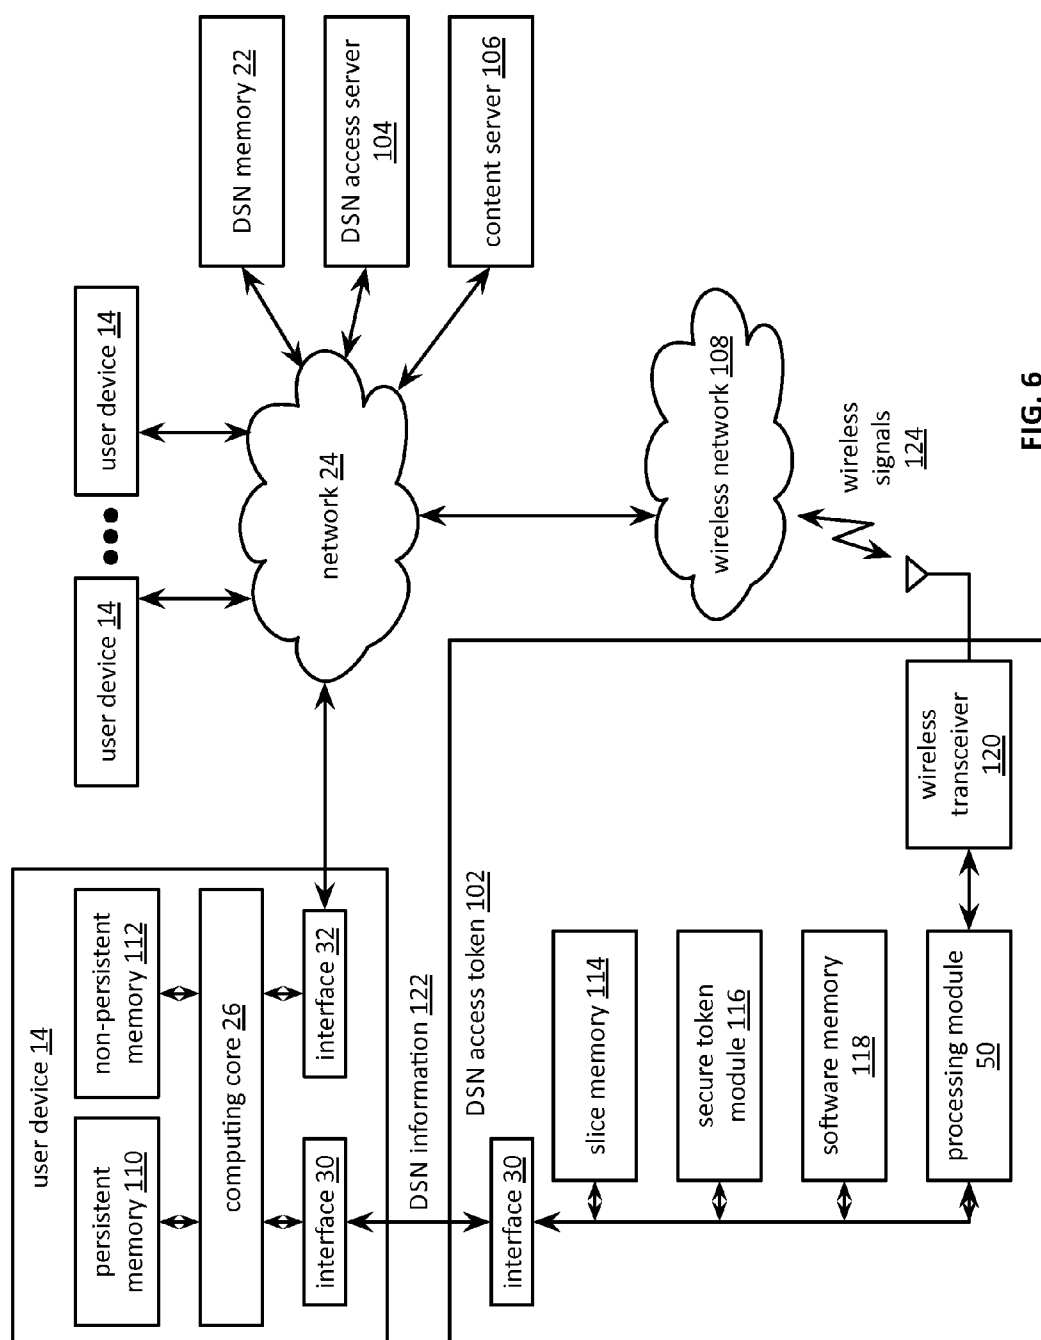 user device 14
persistent
memory 110
non-persistent
memory 112
computing core 26
interface 30
interface 32
DSN information 122
DSN access token 102
interface 30
slice memory 114
secure token
module 116
software memory
118
processing module
50
wireless
transceiver
120
user device 14
user device 14
network 24
DSN memory 22
DSN access server
104
content server 106
wireless network 108
wireless
signals
124
FIG. 6